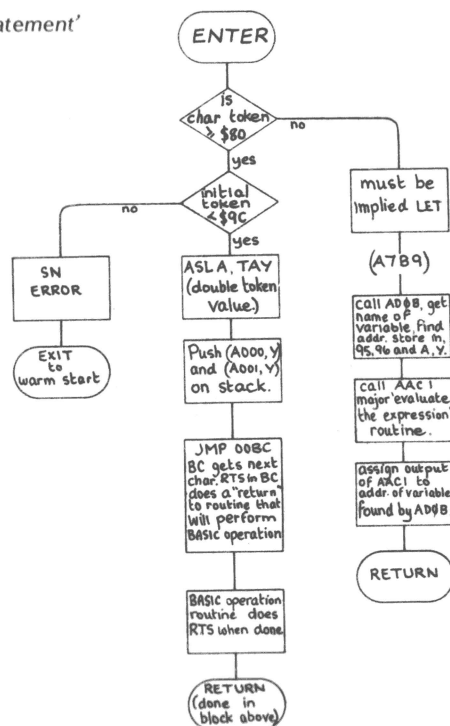 atement'
ENTER
is
char token
≥ $80
no
yes
initial
token
<$9C
no
yes
must be
implied LET
(A7B9)
SN
ERROR
EXIT
to
warm start
ASL A, TAY
(double token
value.)
Push (A000,Y)
and (A001,Y)
on stack.
JMP 00BC
BC gets next
char. RTS in BC
does a "return"
to routine that
will perform
BASIC operation
BASIC operation
routine does
RTS when done
RETURN
(done in
block above)
call ADØB, get
name of
variable, find
addr. store in,
95,96 and A,Y.
call AAC1
major 'evaluate
the expression'
routine.
assign output
of AAC1 to
addr. of variable
found by ADØB
RETURN